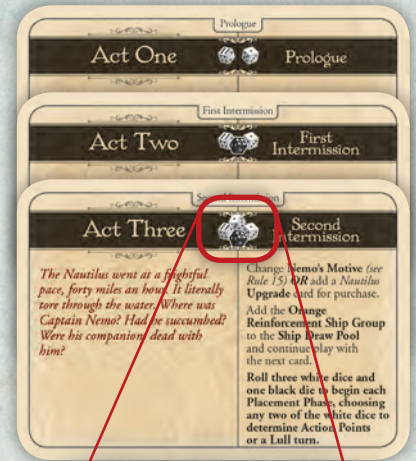 Prologue
Act One
Prologue
First Intermission
Act Two
First
Intermission
Second Intermission
Act Three
Second
Intermission
The Nautilus went at a frightful
pace, forty miles an hour. It literally
tore through the water. Where was
Captain Nemo? Had he succumbed?
Were his companions dead with
him?
Change Nemo's Motive (see
Rule 15) OR add a Nautilus
Upgrade card for purchase.
Add the Orange
Reinforcement Ship Group
to the Ship Draw Pool
and continue play with
the next card.
Roll three white dice and
one black die to begin each
Placement Phase, choosing
any two of the white dice to
determine Action Points
or a Lull turn.